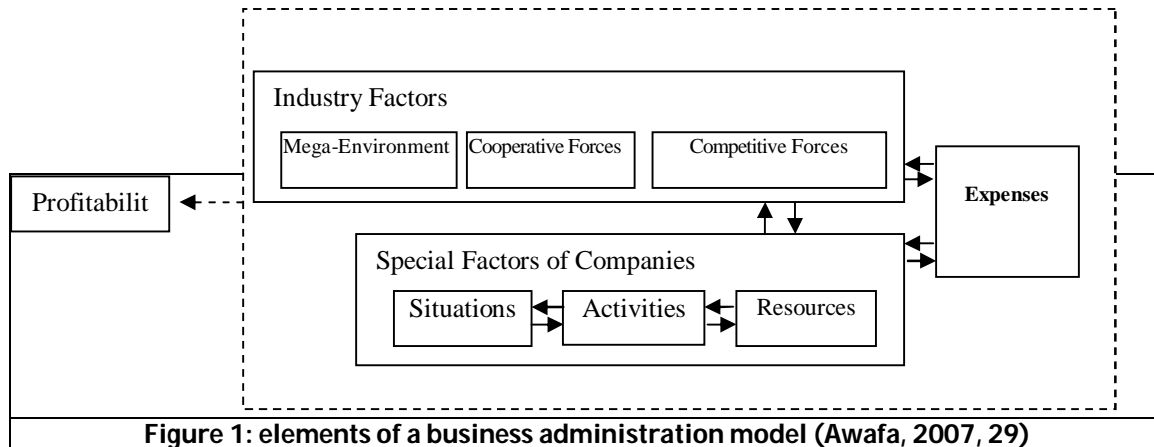 Industry Factors
Mega-Environment
Cooperative Forces
Competitive Forces
Expenses
Profitabilit
Special Factors of Companies
Situations
Activities
Resources
Figure 1: elements of a business administration model (Awafa, 2007, 29)